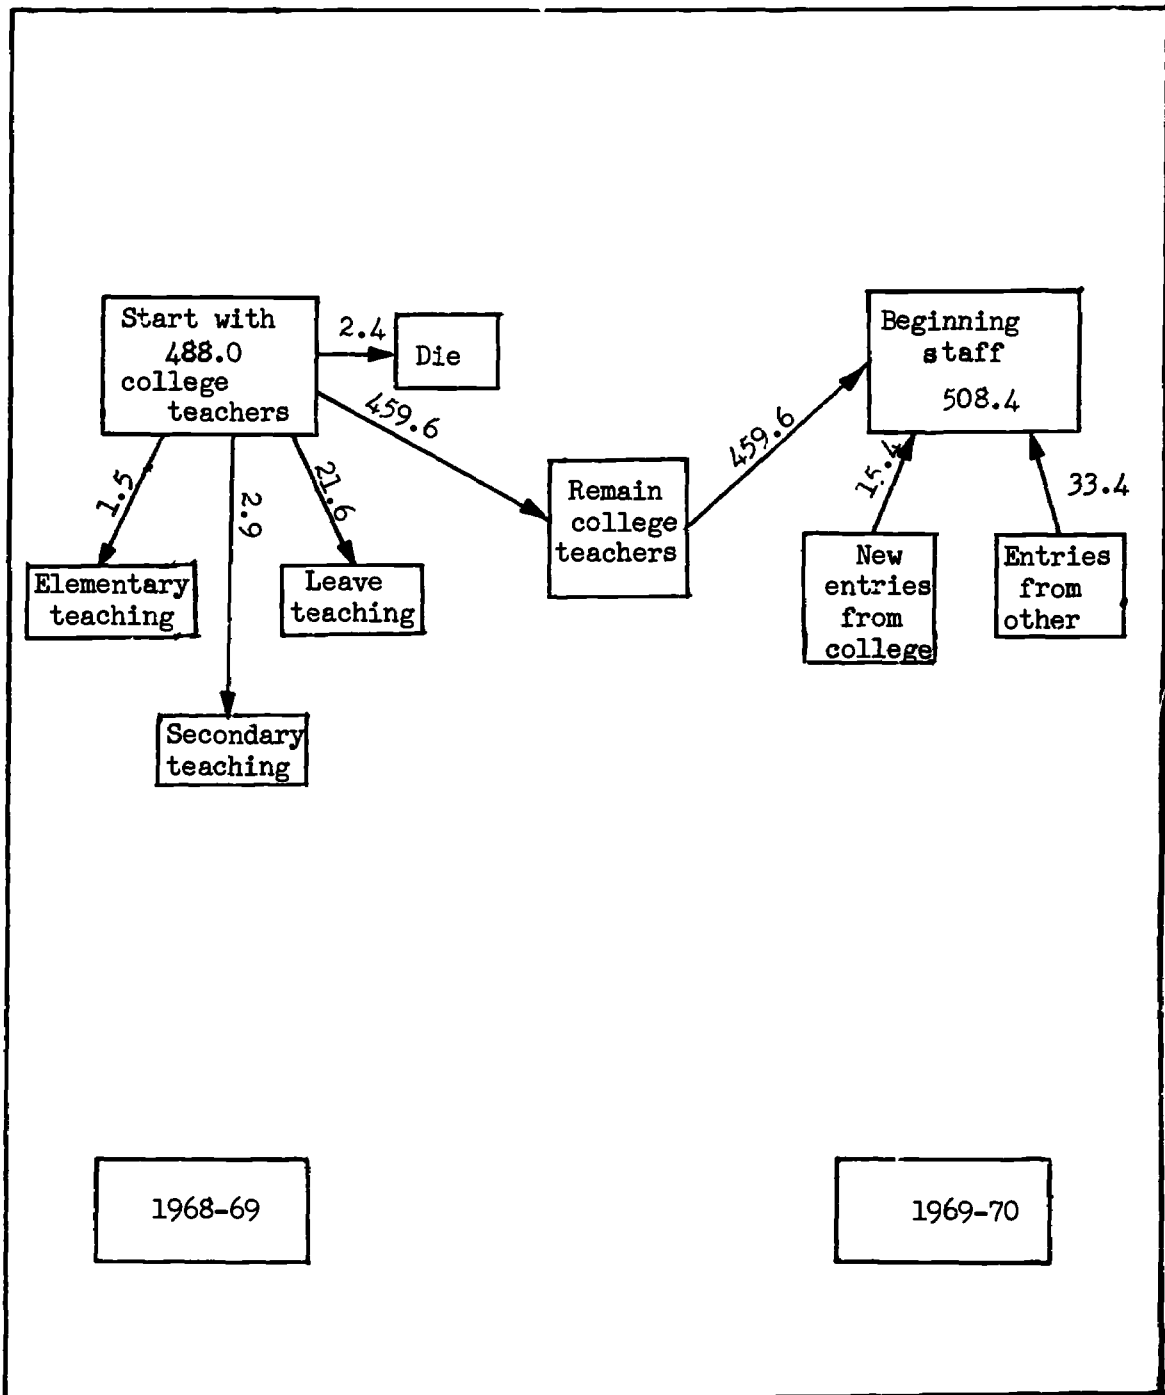 Start with
488.0
college
teachers
2.4
Die
459.6
1.5
2.9
21.6
Elementary
teaching
Leave
teaching
Secondary
teaching
Remain
college
teachers
459.6
Beginning
staff
508.4
15.4
33.4
New
entries
from
college
Entries
from
other
1968-69
1969-70